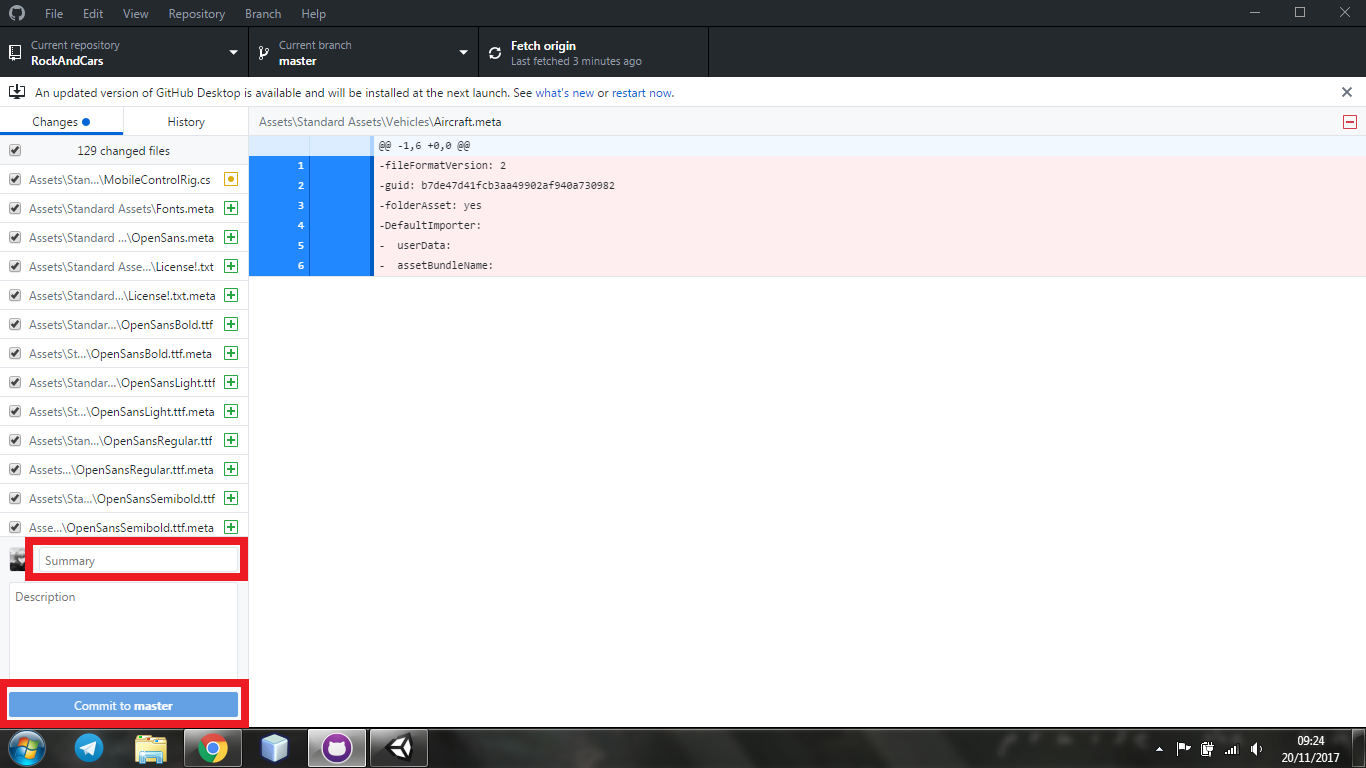 File Edit View Repository Branch Help
Current repository
RockAndCars
Current branch
master
Fetch origin
Last fetched 3 minutes ago
An updated version of GitHub Desktop is available and will be installed at the next launch. See what's new or restart now.
Changes
History
Assets\Standard Assets\Vehicles\Aircraft.meta
129 changed files
Assets\Stan...\MobileControlRig.cs
Assets\Standard Assets\Fonts.meta
Assets\Standard ...\OpenSans.meta
Assets\Standard Asse...\License!.txt
Assets\Standard...\License!.txt.meta
Assets\Standar...\OpenSansBold.ttf
Assets\St...\OpenSansBold.ttf.meta
Assets\Standar...\OpenSansLight.ttf
Assets\St...\OpenSansLight.ttf.meta
Assets\Stan...\OpenSansRegular.ttf
Assets...\OpenSansRegular.ttf.meta
Assets\Sta...\OpenSansSemibold.ttf
Asse...\OpenSansSemibold.ttf.meta
@@ -1,6 +0,0 @@
1 -fileFormatVersion: 2
2 -guid: b7de47d41fcb3aa49902af940a730982
3 -folderAsset: yes
4 -DefaultImporter:
5 -  userData:
6 -  assetBundleName:
Summary
Description
Commit to master
09:24
20/11/2017